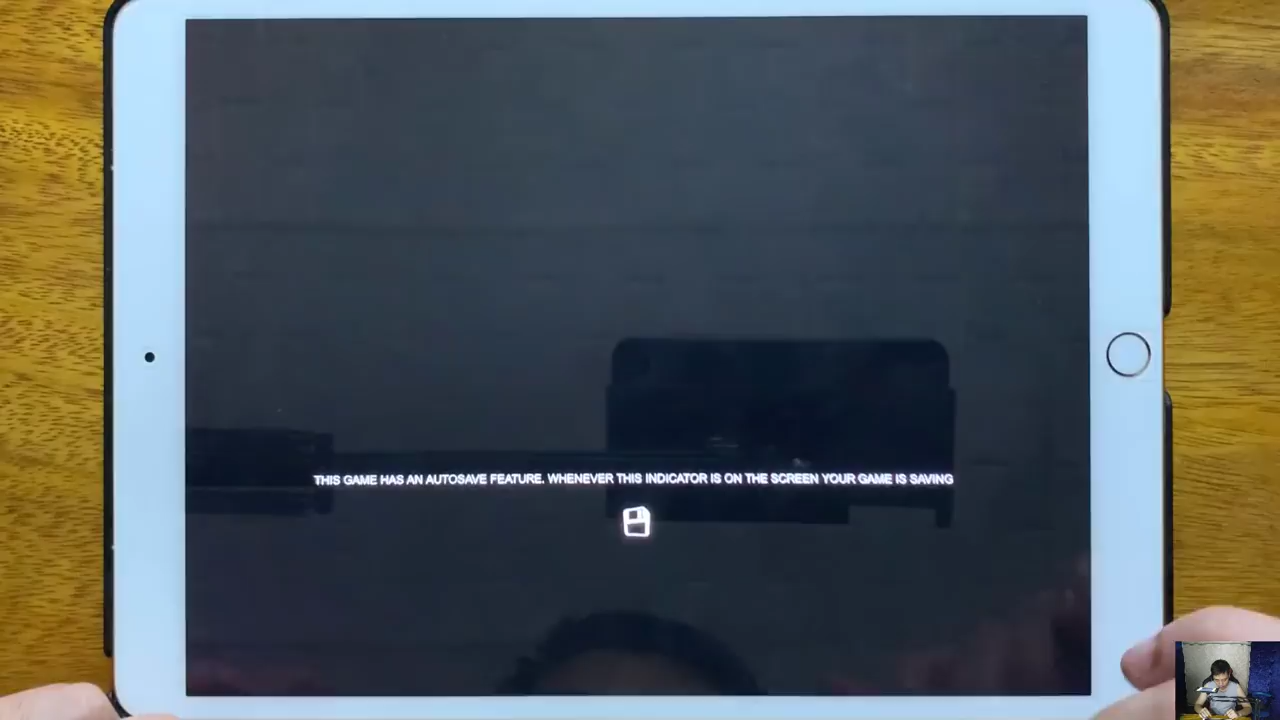 THIS GAME HAS AN AUTOSAVE FEATURE. WHENEVER THIS INDICATOR IS ON THE SCREEN YOUR GAME IS SAVING